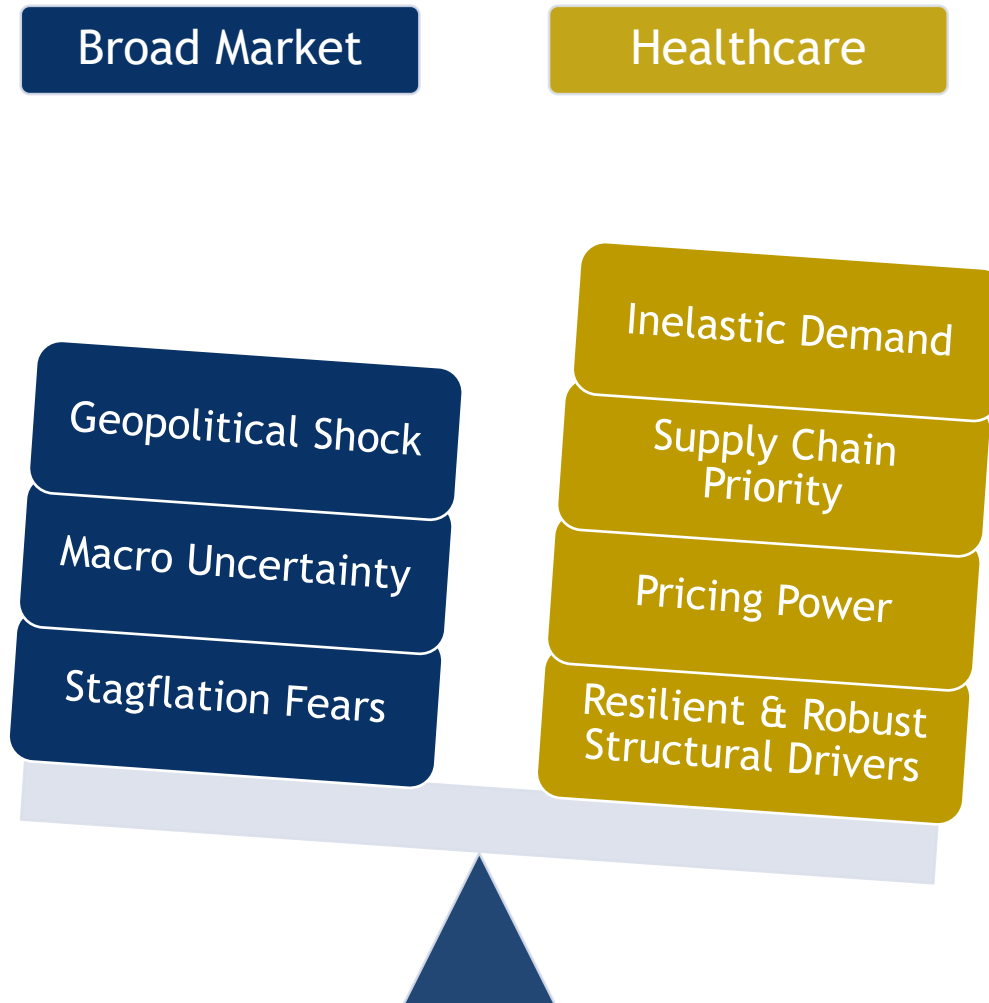 Broad Market
Healthcare
Geopolitical Shock
Macro Uncertainty
Stagflation Fears
Inelastic Demand
Supply Chain
Priority
Pricing Power
Resilient & Robust
Structural Drivers